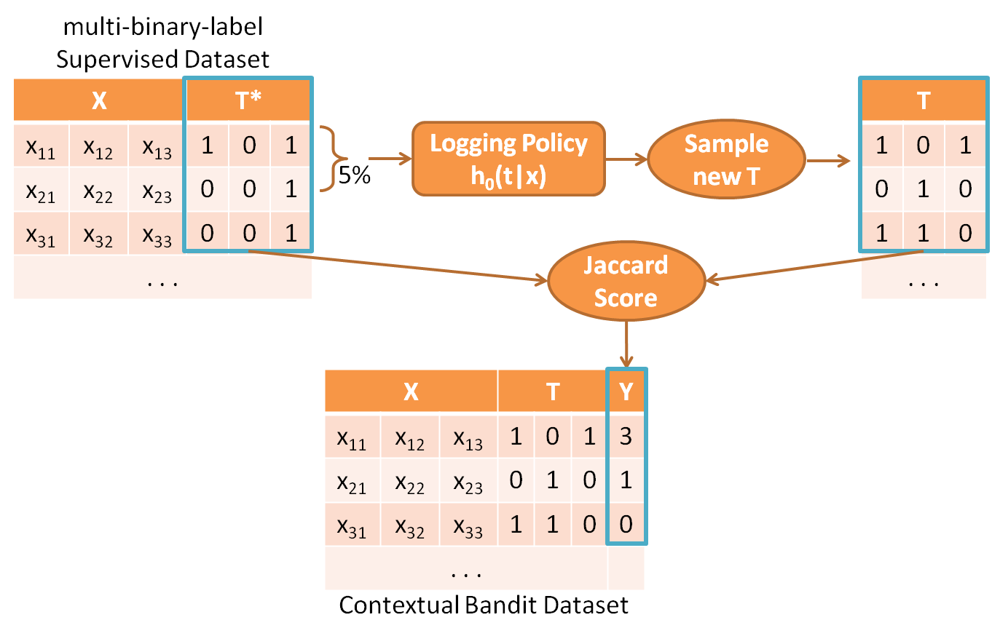 multi-binary-label
Supervised Dataset
X T*
x11 x12 x13 1 0 1
x21 x22 x23 0 0 1
x31 x32 x33 0 0 1
. . .
5%
Logging Policy
h0(t|x)
Sample
new T
T
1 0 1
0 1 0
1 1 0
. . .
Jaccard
Score
X T Y
x11 x12 x13 1 0 1 3
x21 x22 x23 0 1 0 1
x31 x32 x33 1 1 0 0
. . .
Contextual Bandit Dataset